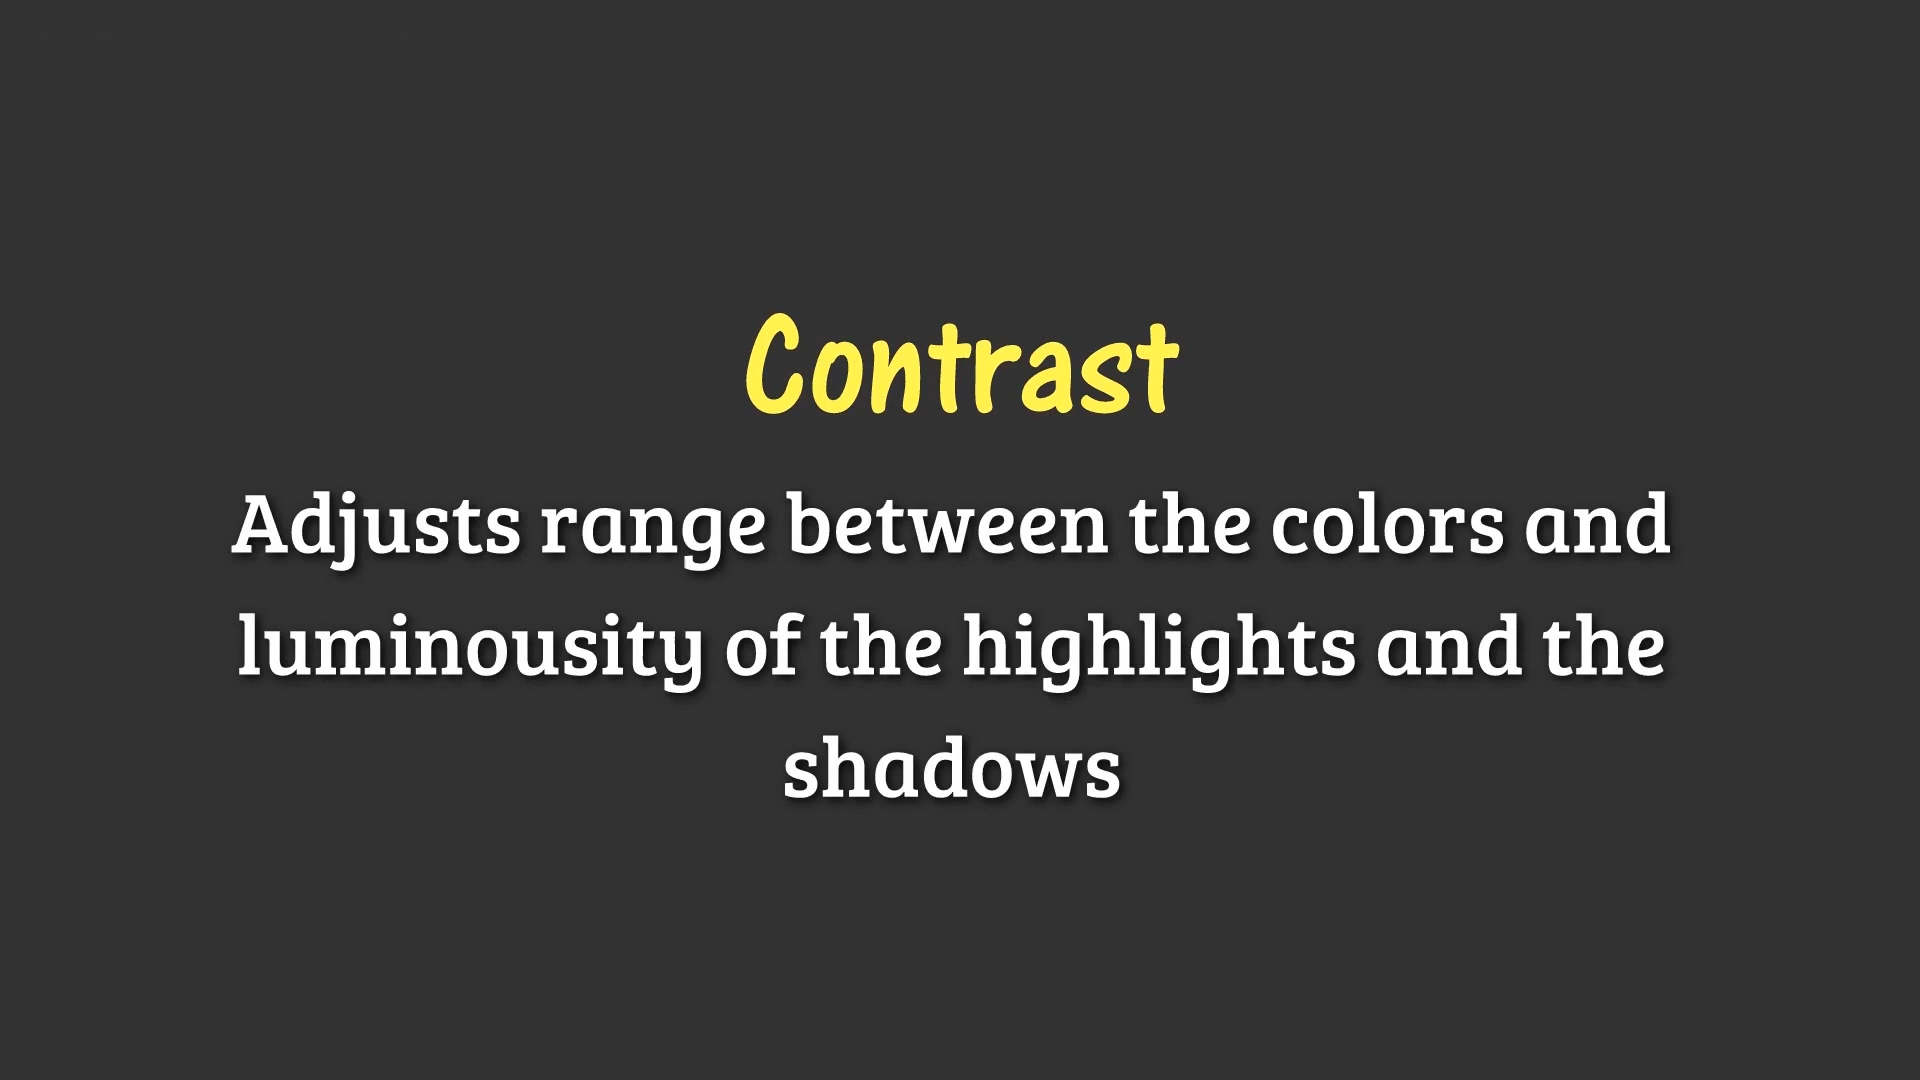 Contrast
Adjusts range between the colors and
luminousity of the highlights and the
shadows